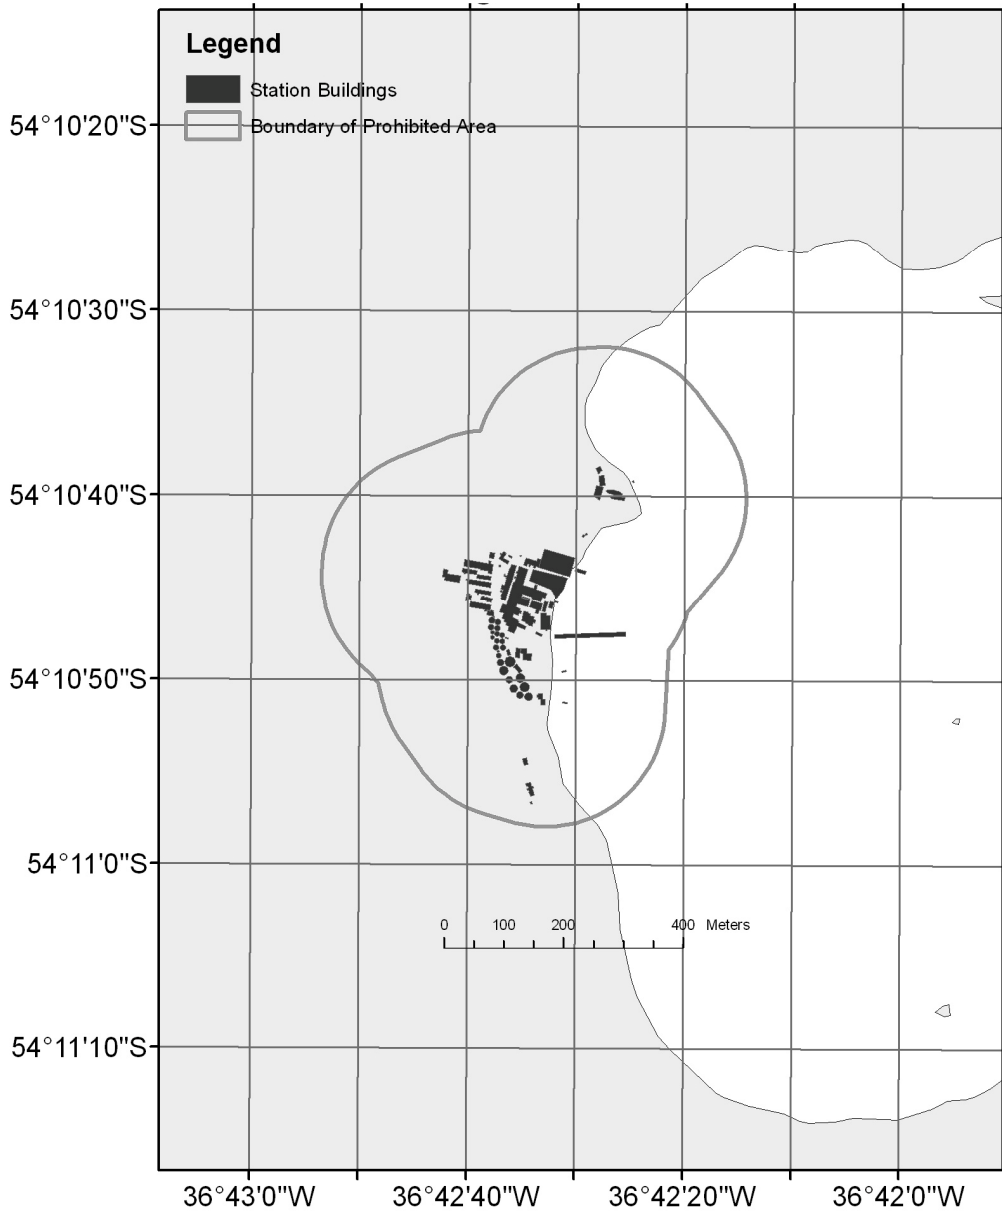 Legend
Station Buildings
Boundary of Prohibited Area
54°10'20"S
54°10'30"S
54°10'40"S
54°10'50"S
54°11'0"S
0 100 200 400 Meters
54°11'10"S
36°43'0"W 36°42'40"W 36°42'20"W 36°42'0"W